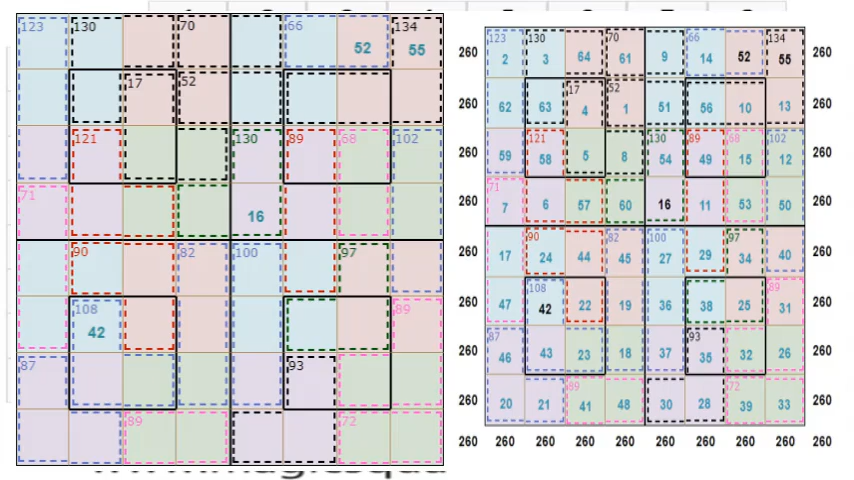 123 130 70 66 134
52 55
17 52
121 130 89 68 102
71
16
90 82 100 97
108 89
42
87 93
89 72
123 130 70 66 134
260 2 3 64 61 9 14 52 55 260
17 52
260 62 63 4 1 51 56 10 13 260
121 130 89 68 102
260 59 58 5 8 54 49 15 12 260
71
260 7 6 57 60 16 11 53 50 260
90 82 100 97
260 17 24 44 45 27 29 34 40 260
108 89
260 47 42 22 19 36 38 25 31 260
87 93
260 46 43 23 18 37 35 32 26 260
89 72
260 20 21 41 48 30 28 39 33 260
260 260 260 260 260 260 260 260 260 260